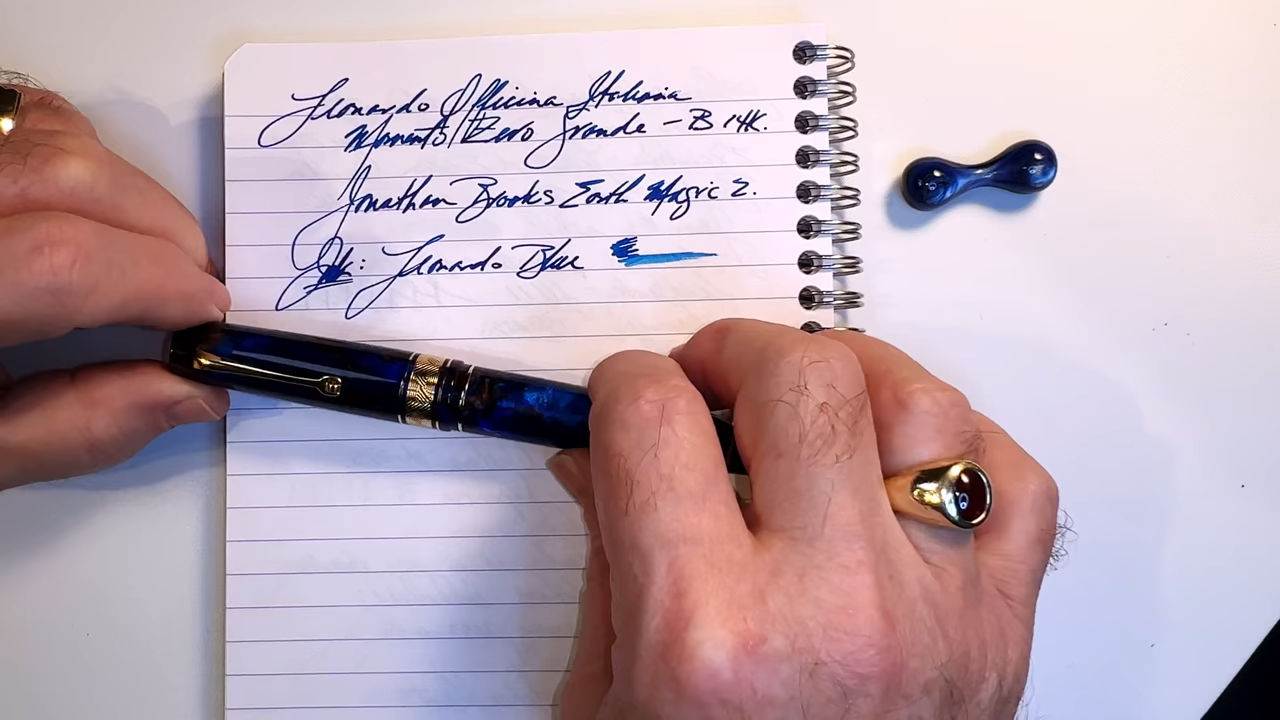 Leonardo Officina Italiana
Momento Zero Grande - B 14K.
Jonathan Brooks Earth Magic 2.
Ink: Leonardo Blue